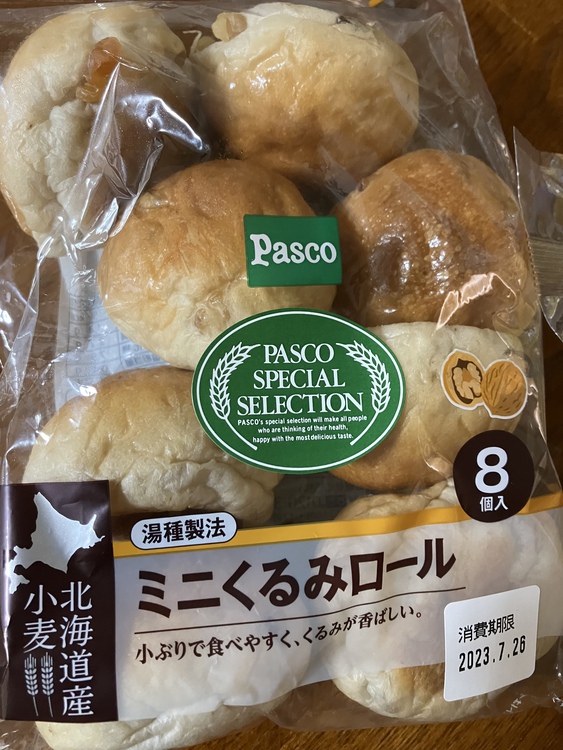 Pasco
PASCO
SPECIAL
SELECTION
PASCO's special selection will make all people
who are thinking of their health,
happy with the most delicious taste.
8
個入
湯種製法
ミニくるみロール
小ぶりで食べやすく、くるみが香ばしい。
北海道産
小麦
消費期限
2023.7.26